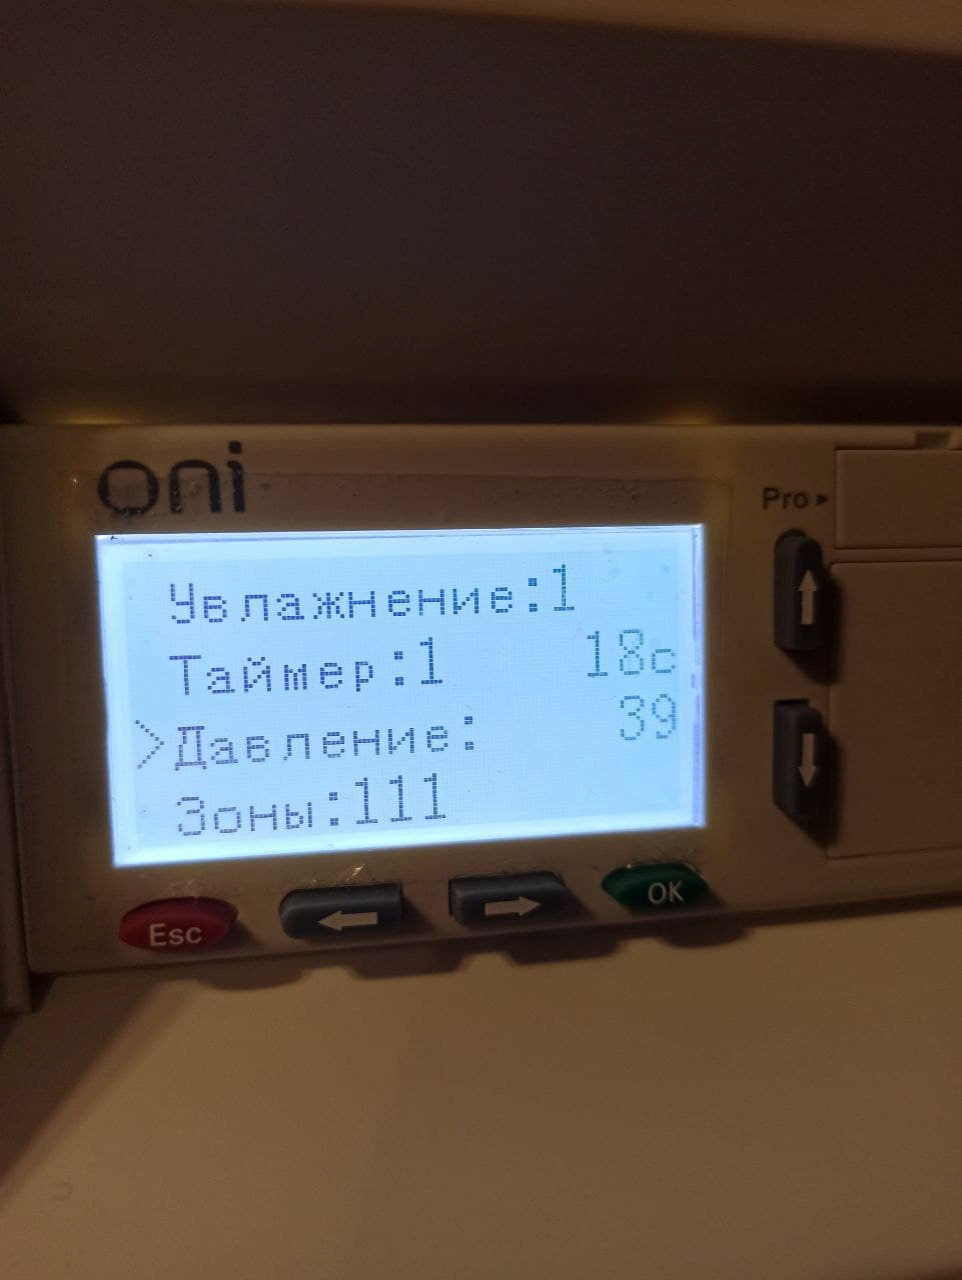 oni
Pro ▸
Увлажнение:1
Таймер:1 18с
>Давление: 39
Зоны:111
Esc ← → OK